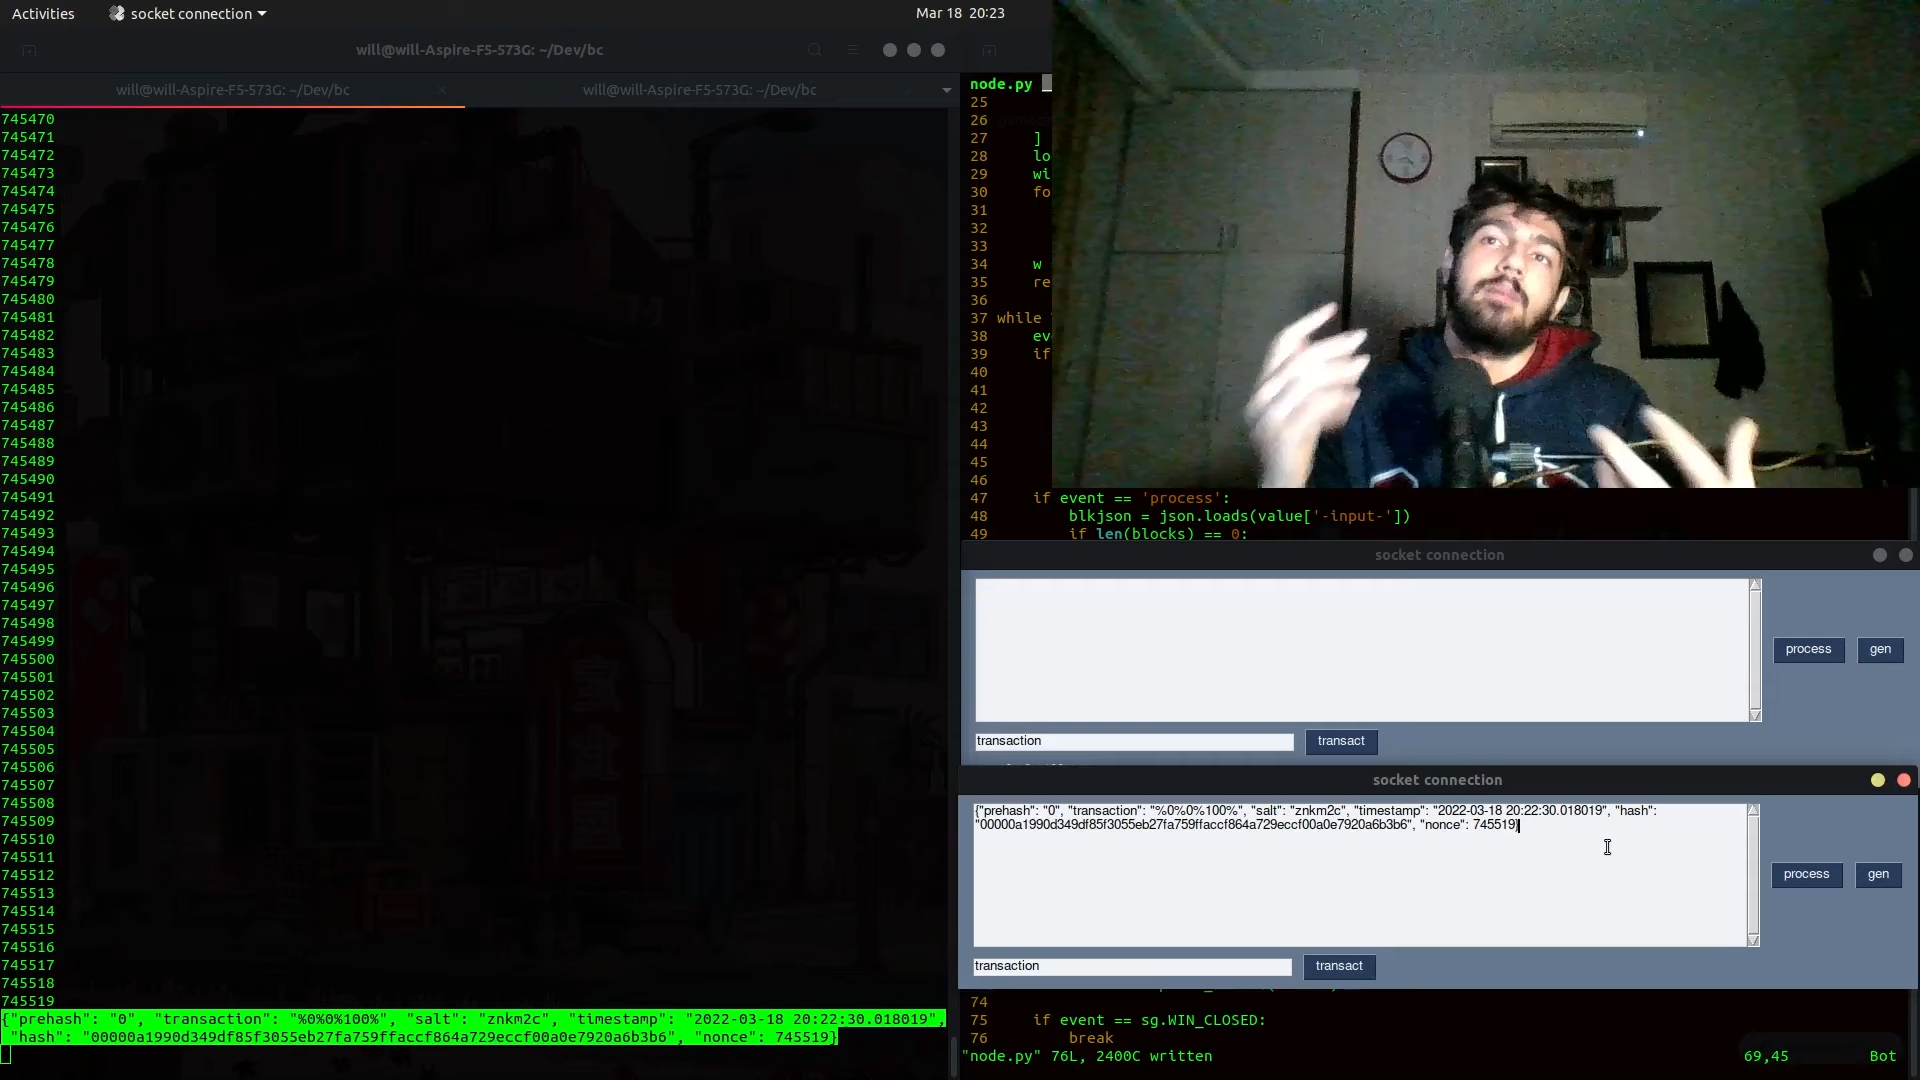 Activities
socket connection
Mar 18 20:23
will@will-Aspire-F5-573G: ~/Dev/bc
will@will-Aspire-F5-573G: ~/Dev/bc
will@will-Aspire-F5-573G: ~/Dev/bc
745470
745471
745472
745473
745474
745475
745476
745477
745478
745479
745480
745481
745482
745483
745484
745485
745486
745487
745488
745489
745490
745491
745492
745493
745494
745495
745496
745497
745498
745499
745500
745501
745502
745503
745504
745505
745506
745507
745508
745509
745510
745511
745512
745513
745514
745515
745516
745517
745518
745519
{"prehash": "0", "transaction": "%0%0%100%", "salt": "znkm2c", "timestamp": "2022-03-18 20:22:30.018019",
"hash": "00000a1990d349df85f3055eb27fa759ffaccf864a729eccf00a0e7920a6b3b6", "nonce": 745519}
node.py
25
26
27 ]
28 lo
29 wi
30 fo
31
32
33
34 w
35 re
36
37 while
38 ev
39 if
40
41
42
43
44
45
46
47 if event == 'process':
48 blkjson = json.loads(value['-input-'])
49 if len(blocks) == 0:
socket connection
process
gen
transaction
transact
socket connection
{"prehash": "0", "transaction": "%0%0%100%", "salt": "znkm2c", "timestamp": "2022-03-18 20:22:30.018019", "hash":
"00000a1990d349df85f3055eb27fa759ffaccf864a729eccf00a0e7920a6b3b6", "nonce": 745519}
process
gen
transaction
transact
74
75 if event == sg.WIN_CLOSED:
76 break
"node.py" 76L, 2400C written
69,45
Bot